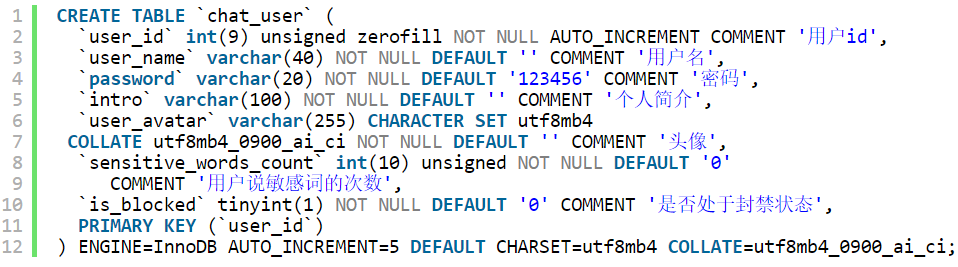 1 CREATE TABLE `chat_user` (
2 `user_id` int(9) unsigned zerofill NOT NULL AUTO_INCREMENT COMMENT '用户id',
3 `user_name` varchar(40) NOT NULL DEFAULT '' COMMENT '用户名',
4 `password` varchar(20) NOT NULL DEFAULT '123456' COMMENT '密码',
5 `intro` varchar(100) NOT NULL DEFAULT '' COMMENT '个人简介',
6 `user_avatar` varchar(255) CHARACTER SET utf8mb4
7 COLLATE utf8mb4_0900_ai_ci NOT NULL DEFAULT '' COMMENT '头像',
8 `sensitive_words_count` int(10) unsigned NOT NULL DEFAULT '0'
9 COMMENT '用户说敏感词的次数',
10 `is_blocked` tinyint(1) NOT NULL DEFAULT '0' COMMENT '是否处于封禁状态',
11 PRIMARY KEY (`user_id`)
12 ) ENGINE=InnoDB AUTO_INCREMENT=5 DEFAULT CHARSET=utf8mb4 COLLATE=utf8mb4_0900_ai_ci;